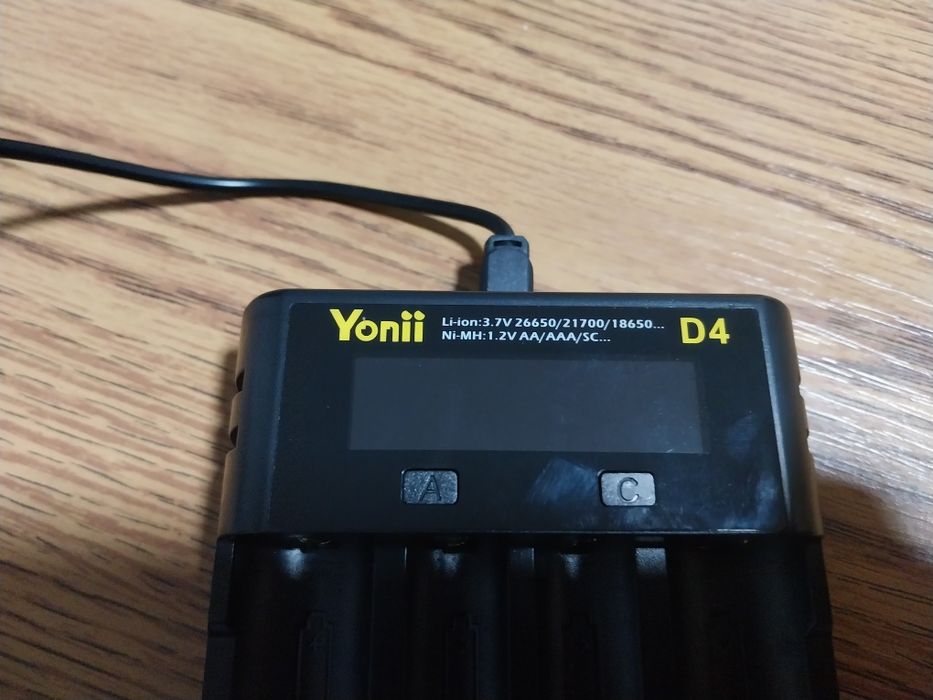 Yonii
Li-ion:3.7V 26650/21700/18650...
Ni-MH:1.2V AA/AAA/SC...
D4
A
C